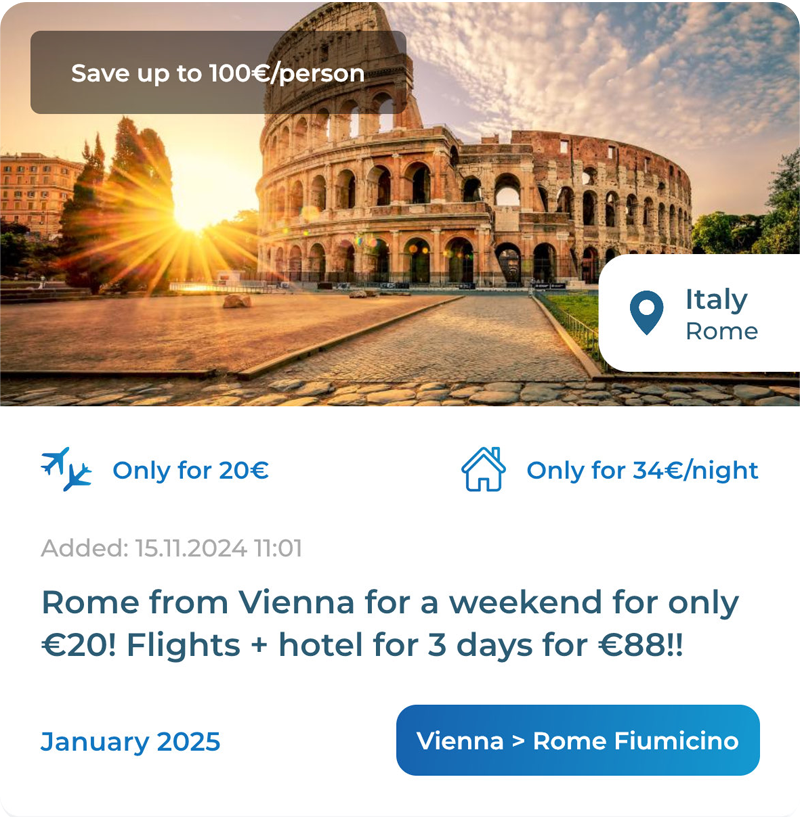 Save up to 100€/person
Italy
Rome
Only for 20€
Only for 34€/night
Added: 15.11.2024 11:01
Rome from Vienna for a weekend for only
€20! Flights + hotel for 3 days for €88!!
January 2025
Vienna > Rome Fiumicino